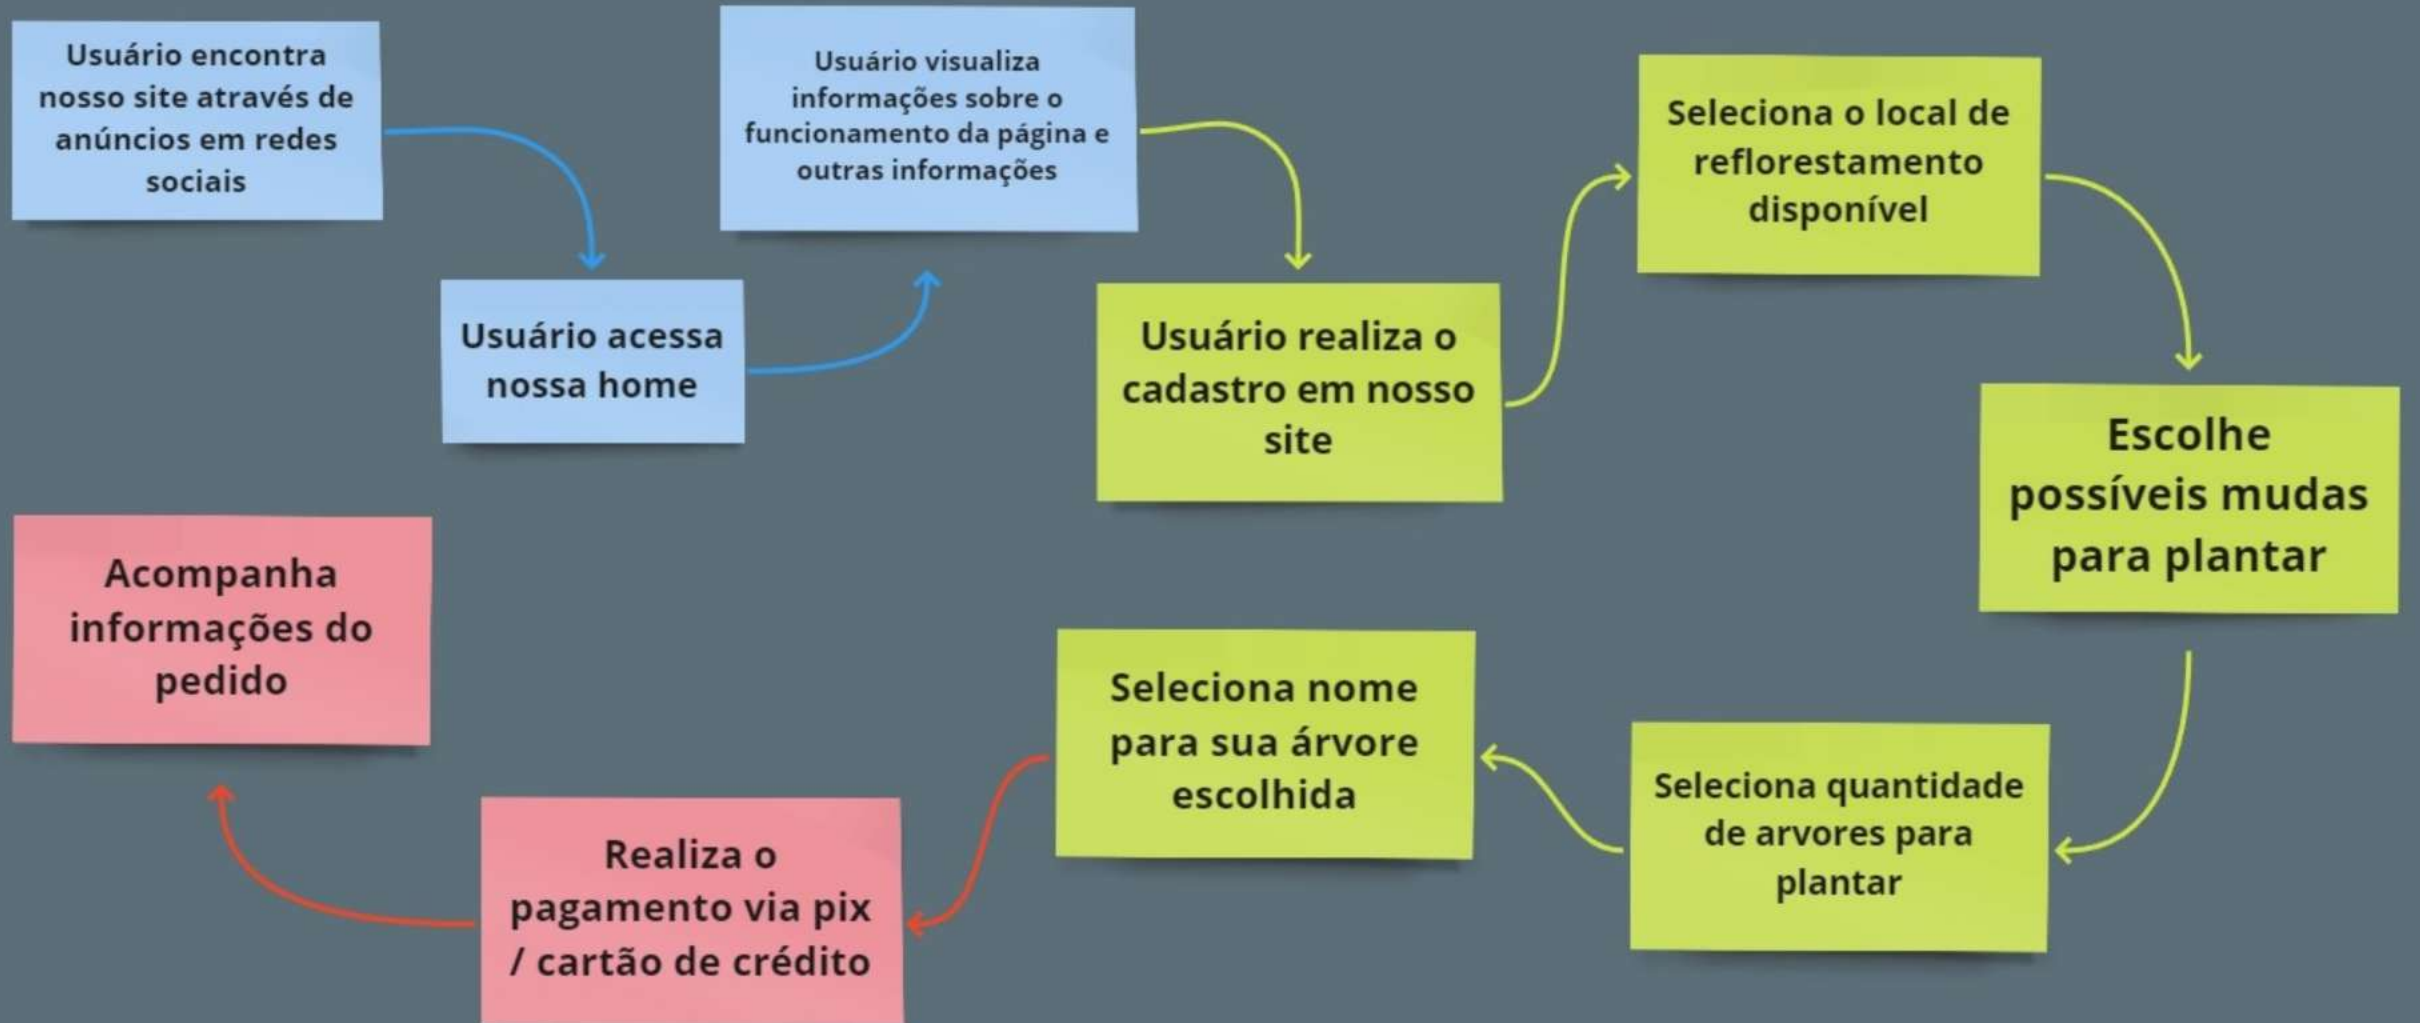 Usuário encontra
nosso site através de
anúncios em redes
sociais
Usuário acessa
nossa home
Usuário visualiza
informações sobre o
funcionamento da página e
outras informações
Usuário realiza o
cadastro em nosso
site
Seleciona o local de
reflorestamento
disponível
Escolhe
possíveis mudas
para plantar
Seleciona quantidade
de arvores para
plantar
Seleciona nome
para sua árvore
escolhida
Realiza o
pagamento via pix
/ cartão de crédito
Acompanha
informações do
pedido